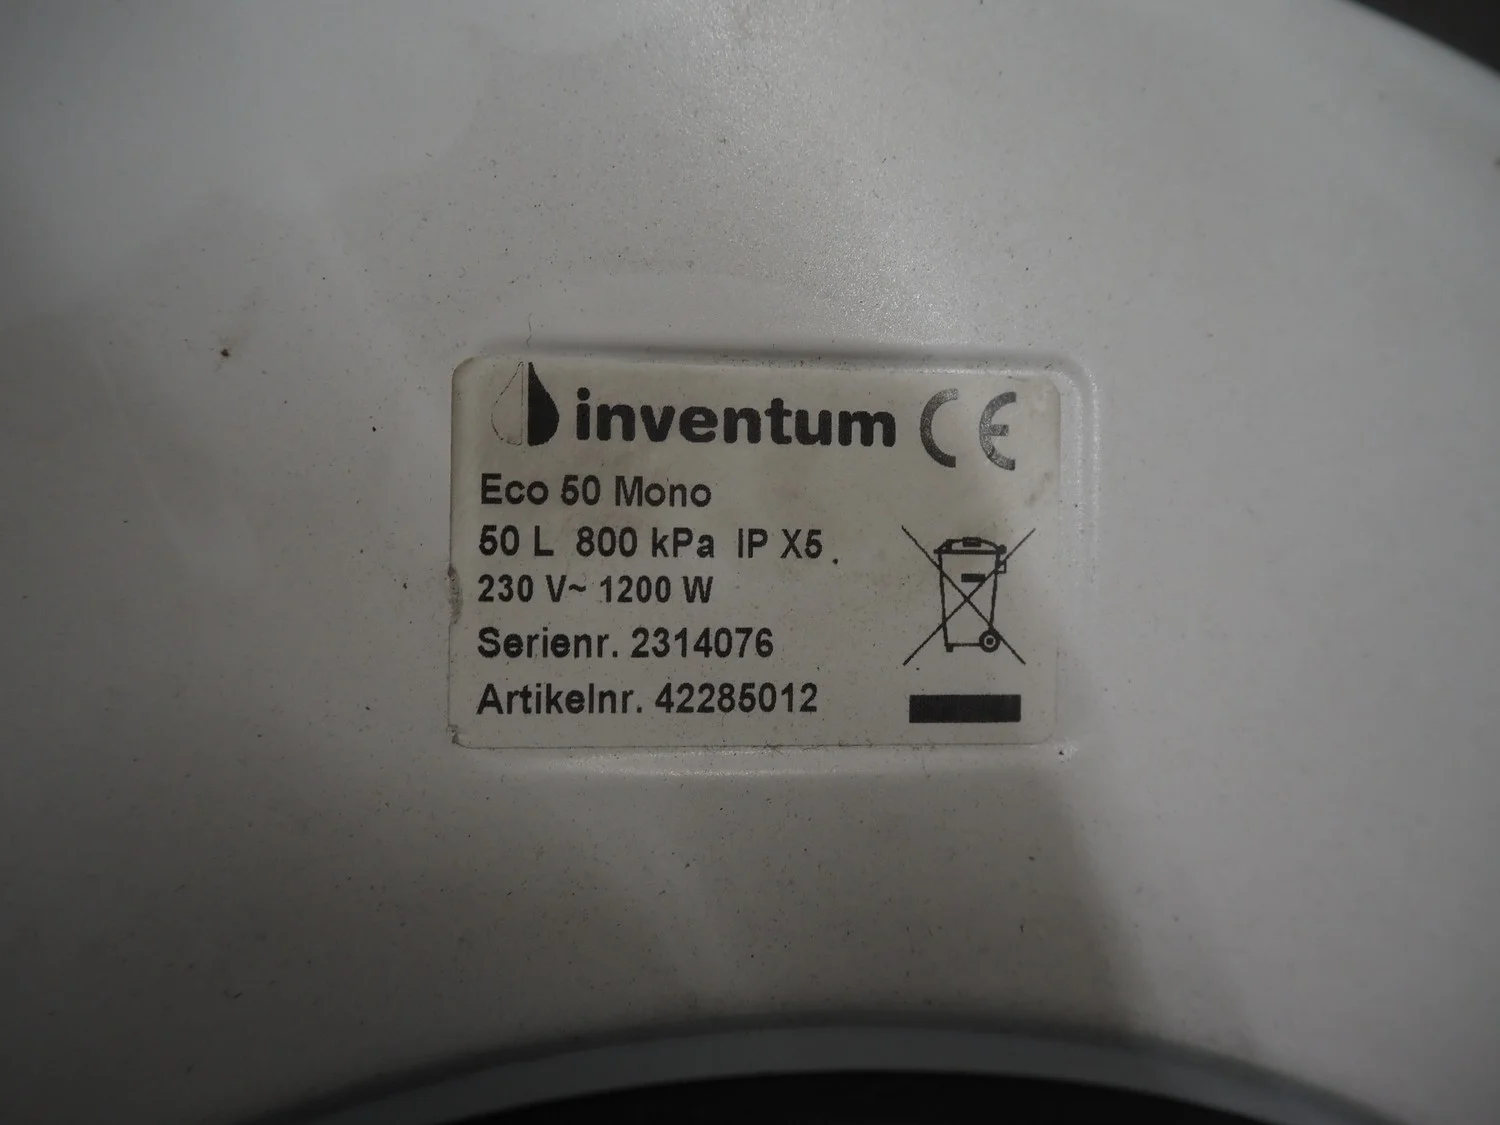 inventum CE
Eco 50 Mono
50 L 800 kPa IP X5
230 V~ 1200 W
Serienr. 2314076
Artikelnr. 42285012